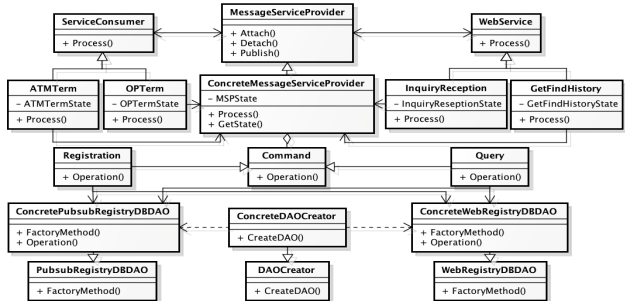 ServiceConsumer
+ Process()
MessageServiceProvider
+ Attach()
+ Detach()
+ Publish()
WebService
+ Process()
ATMTerm
− ATMTermState
+ Process()
OPTerm
− OPTermState
+ Process()
ConcreteMessageServiceProvider
− MSPState
+ Process()
+ GetState()
InquiryReception
− InquiryReseptionState
+ Process()
GetFindHistory
− GetFindHistoryState
+ Process()
Registration
+ Operation()
Command
+ Operation()
Query
+ Operation()
ConcretePubsubRegistryDBDAO
+ FactoryMethod()
+ Operation()
ConcreteDAOCreator
+ CreateDAO()
ConcreteWebRegistryDBDAO
+ FactoryMethod()
+ Operation()
PubsubRegistryDBDAO
+ FactoryMethod()
DAOCreator
+ CreateDAO()
WebRegistryDBDAO
+ FactoryMethod()